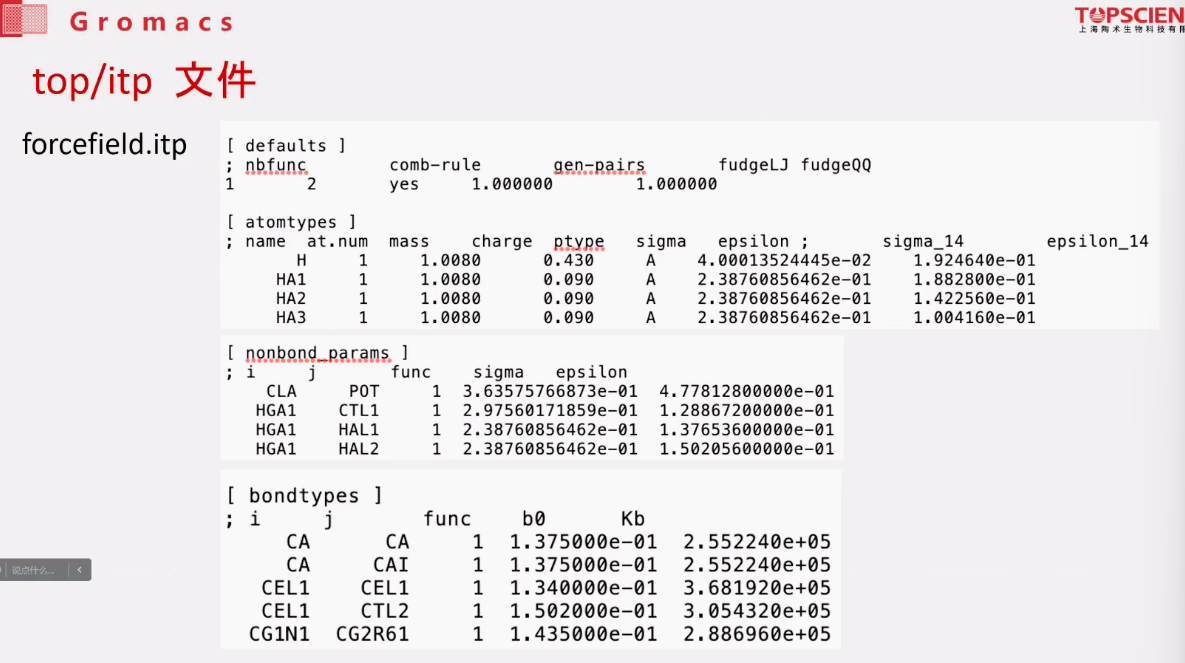 Gromacs
TOPSCIEN
上海陶术生物科技有限
top/itp 文件
forcefield.itp
[ defaults ]
; nbfunc comb-rule gen-pairs fudgeLJ fudgeQQ
1 2 yes 1.000000 1.000000
[ atomtypes ]
; name at.num mass charge ptype sigma epsilon ; sigma_14 epsilon_14
H 1 1.0080 0.430 A 4.00013524445e-02 1.924640e-01
HA1 1 1.0080 0.090 A 2.38760856462e-01 1.882800e-01
HA2 1 1.0080 0.090 A 2.38760856462e-01 1.422560e-01
HA3 1 1.0080 0.090 A 2.38760856462e-01 1.004160e-01
[ nonbond_params ]
; i j func sigma epsilon
CLA POT 1 3.63575766873e-01 4.77812800000e-01
HGA1 CTL1 1 2.97560171859e-01 1.28867200000e-01
HGA1 HAL1 1 2.38760856462e-01 1.37653600000e-01
HGA1 HAL2 1 2.38760856462e-01 1.50205600000e-01
[ bondtypes ]
; i j func b0 Kb
CA CA 1 1.375000e-01 2.552240e+05
CA CAI 1 1.375000e-01 2.552240e+05
CEL1 CEL1 1 1.340000e-01 3.681920e+05
CEL1 CTL2 1 1.502000e-01 3.054320e+05
CG1N1 CG2R61 1 1.435000e-01 2.886960e+05
说点什么...